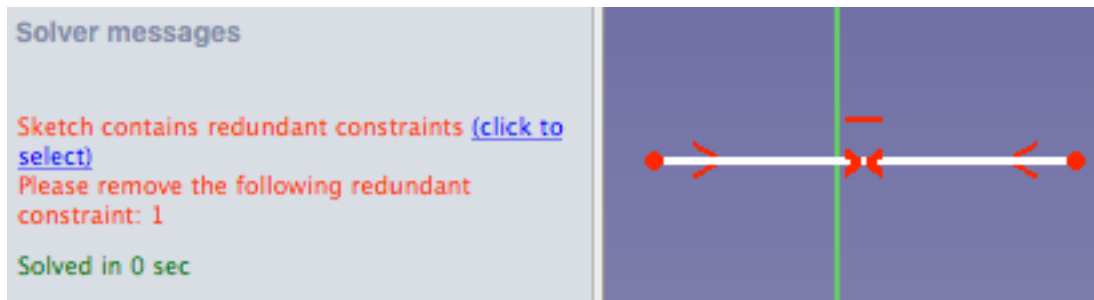 Solver messages
Sketch contains redundant constraints (click to
select)
Please remove the following redundant
constraint: 1
Solved in 0 sec